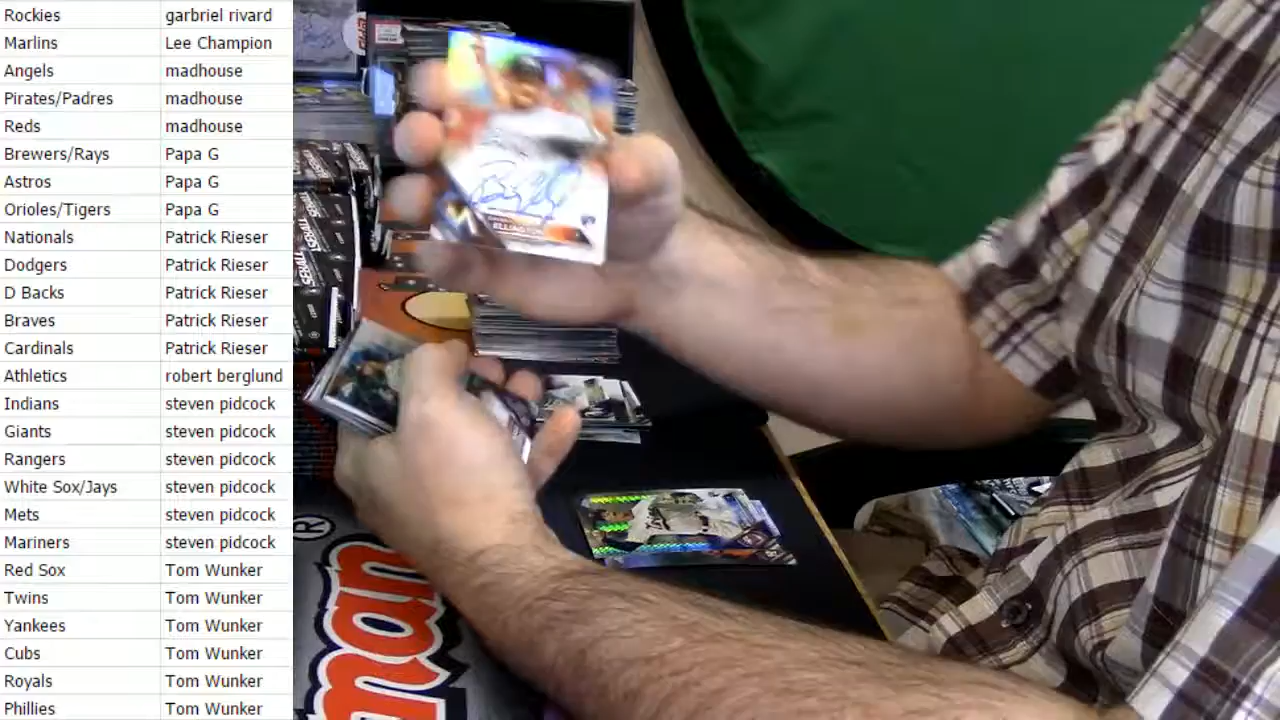 Rockies garbriel rivard
Marlins Lee Champion
Angels madhouse
Pirates/Padres madhouse
Reds madhouse
Brewers/Rays Papa G
Astros Papa G
Orioles/Tigers Papa G
Nationals Patrick Rieser
Dodgers Patrick Rieser
D Backs Patrick Rieser
Braves Patrick Rieser
Cardinals Patrick Rieser
Athletics robert berglund
Indians steven pidcock
Giants steven pidcock
Rangers steven pidcock
White Sox/Jays steven pidcock
Mets steven pidcock
Mariners steven pidcock
Red Sox Tom Wunker
Twins Tom Wunker
Yankees Tom Wunker
Cubs Tom Wunker
Royals Tom Wunker
Phillies Tom Wunker
ELLINGTON
man ®